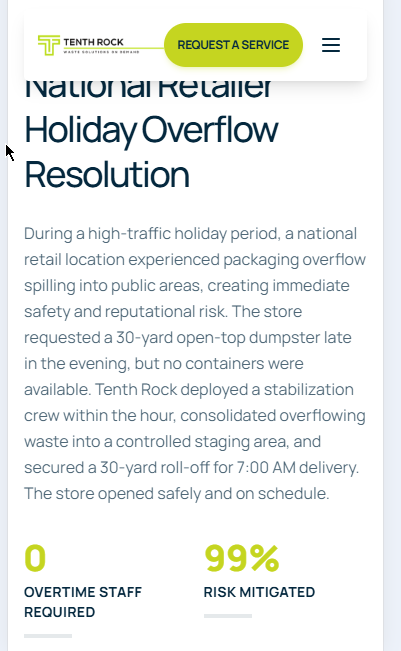 TENTH ROCK
WASTE SOLUTIONS ON DEMAND
REQUEST A SERVICE
National Retailer
Holiday Overflow
Resolution
During a high-traffic holiday period, a national
retail location experienced packaging overflow
spilling into public areas, creating immediate
safety and reputational risk. The store
requested a 30-yard open-top dumpster late
in the evening, but no containers were
available. Tenth Rock deployed a stabilization
crew within the hour, consolidated overflowing
waste into a controlled staging area, and
secured a 30-yard roll-off for 7:00 AM delivery.
The store opened safely and on schedule.
0
OVERTIME STAFF
REQUIRED
99%
RISK MITIGATED